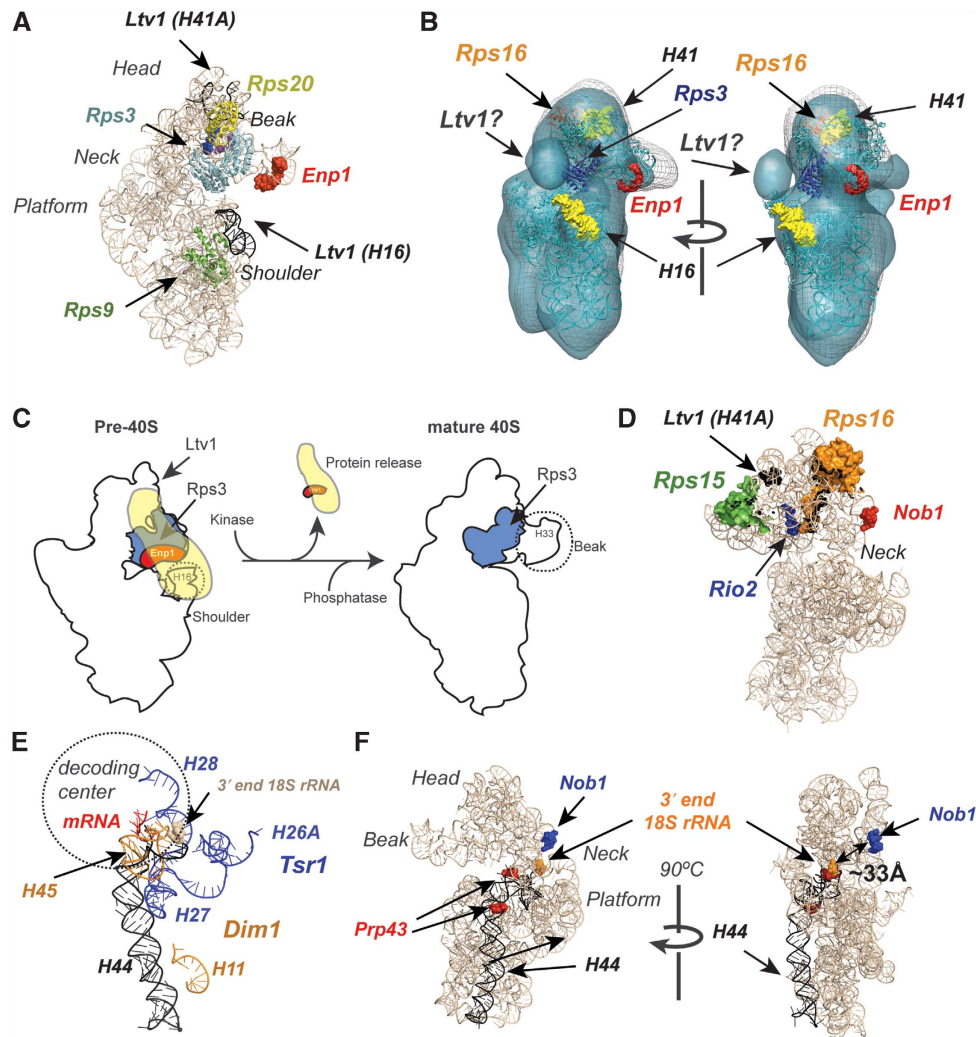 A
Ltv1 (H41A)
Head
Rps20
Rps3
Beak
Neck
Enp1
Platform
Ltv1 (H16)
Shoulder
Rps9
B
Rps16
H41
Rps16
Rps3
H41
Ltv1?
Ltv1?
Enp1
Enp1
H16
C
Pre-40S
mature 40S
Ltv1
Protein release
Rps3
Rps3
Kinase
Enp1
H33
Beak
H16
Phosphatase
Shoulder
D
Ltv1 (H41A)
Rps16
Rps15
Nob1
Neck
Rio2
E
decoding
center
H28
3′ end 18S rRNA
mRNA
H26A
Tsr1
H45
H27
Dim1
H44
H11
F
Head
Nob1
3′ end
18S rRNA
Nob1
Beak
Neck
90ºC
~33Å
Platform
Prp43
H44
H44